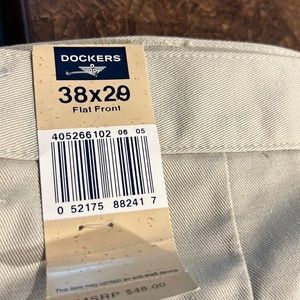 DOCKERS
38x29
Flat Front
405266102 06 05
0 52175 88241 7
This item may contain an anti-theft device
MSRP $48.00